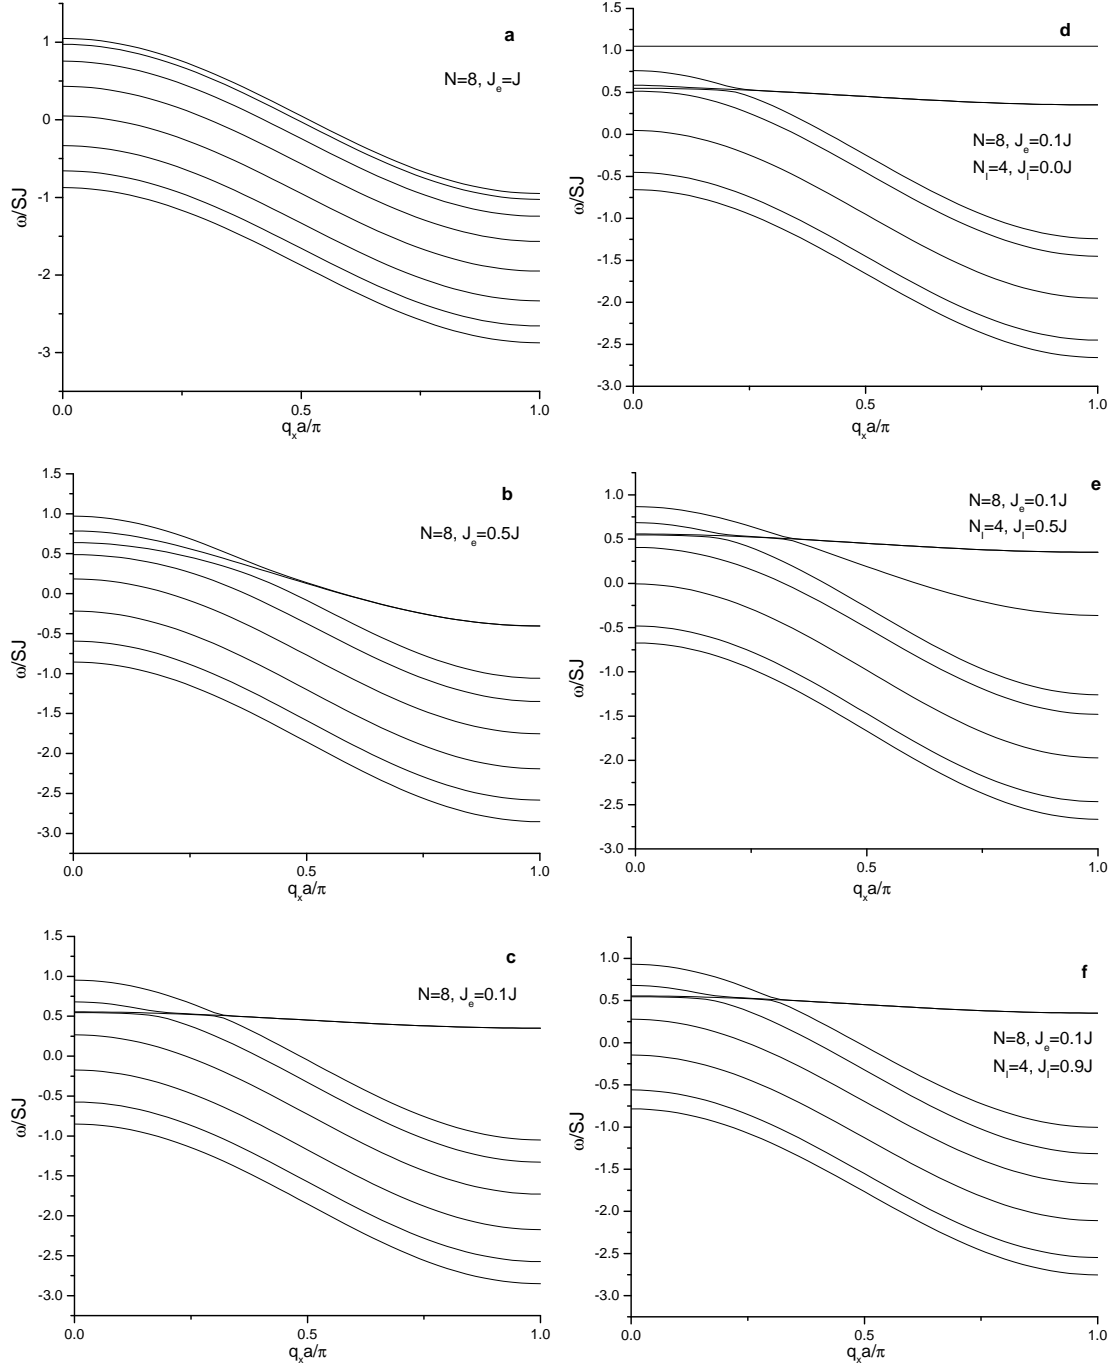 a
N=8, J_e=J
1
0
-1
-2
-3
ω/SJ
0.0
0.5
1.0
q_x a/π
d
N=8, J_e=0.1J
N_I=4, J_I=0.0J
1.5
1.0
0.5
0.0
-0.5
-1.0
-1.5
-2.0
-2.5
-3.0
ω/SJ
0.0
0.5
1.0
q_x a/π
b
N=8, J_e=0.5J
1.5
1.0
0.5
0.0
-0.5
-1.0
-1.5
-2.0
-2.5
-3.0
ω/SJ
0.0
0.5
1.0
q_x a/π
e
N=8, J_e=0.1J
N_I=4, J_I=0.5J
1.0
0.5
0.0
-0.5
-1.0
-1.5
-2.0
-2.5
-3.0
ω/SJ
0.0
0.5
1.0
q_x a/π
c
N=8, J_e=0.1J
1.5
1.0
0.5
0.0
-0.5
-1.0
-1.5
-2.0
-2.5
-3.0
ω/SJ
0.0
0.5
1.0
q_x a/π
f
N=8, J_e=0.1J
N_I=4, J_I=0.9J
1.0
0.5
0.0
-0.5
-1.0
-1.5
-2.0
-2.5
-3.0
ω/SJ
0.0
0.5
1.0
q_x a/π